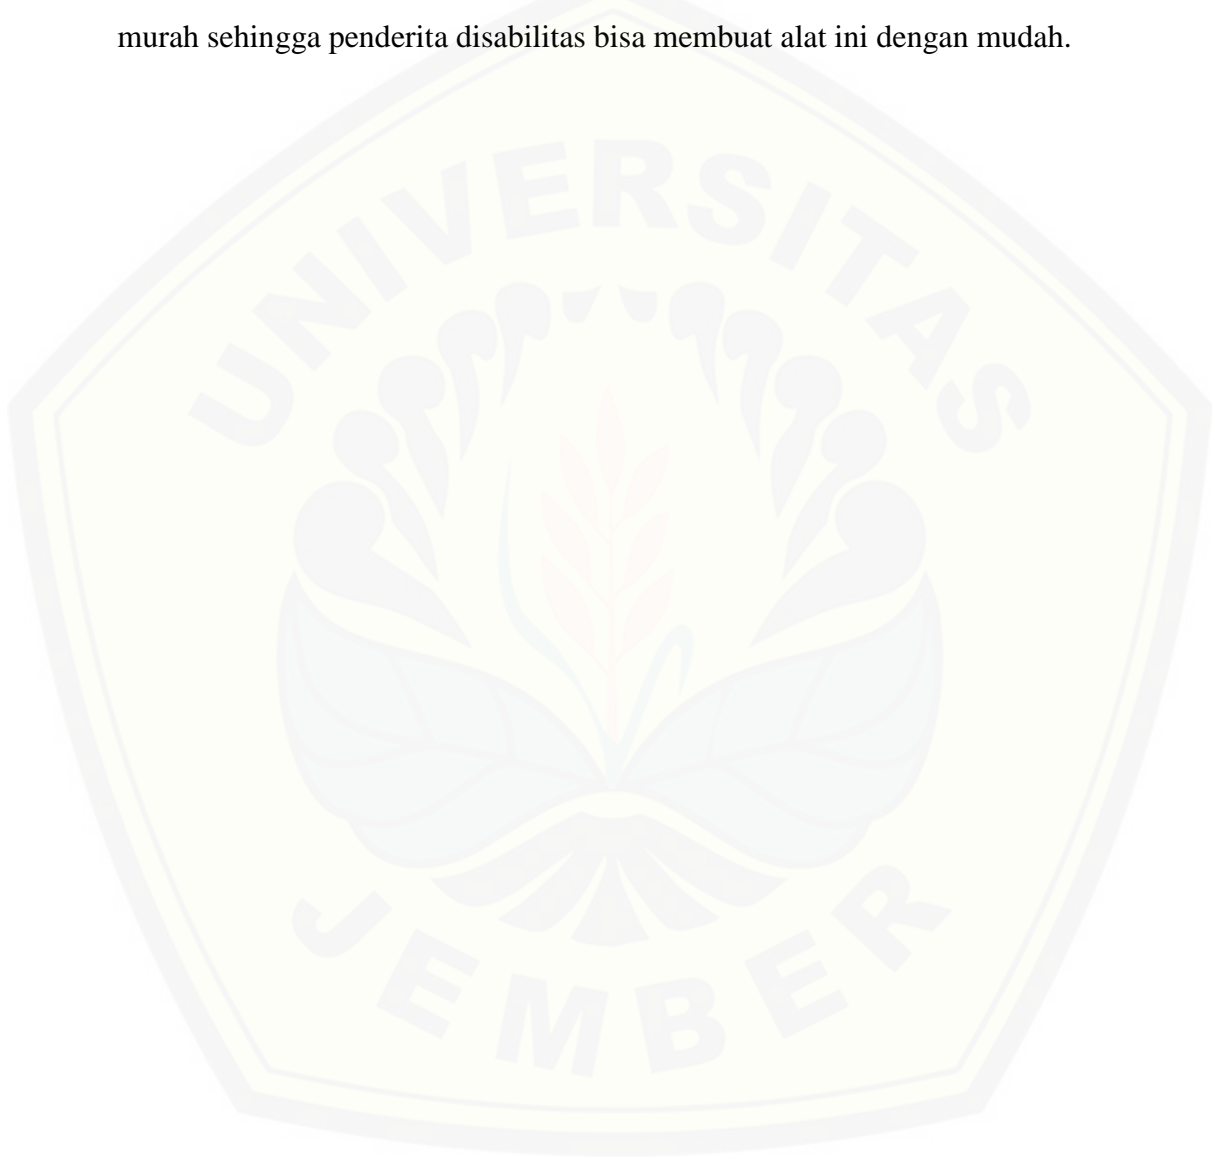 murah sehingga penderita disabilitas bisa membuat alat ini dengan mudah.
UNIVERSITAS
JEMBER